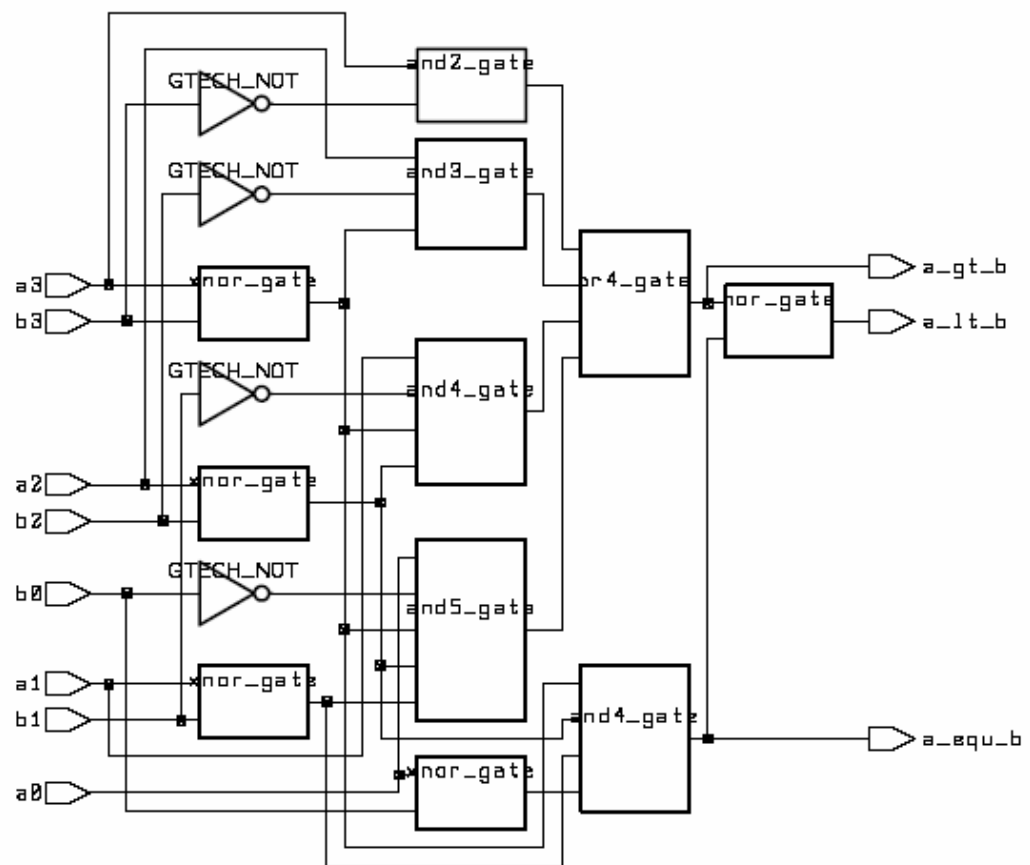 and2_gate
GTECH_NOT
GTECH_NOT
and3_gate
or4_gate
a3
xnor_gate
a_gt_b
b3
nor_gate
a_lt_b
GTECH_NOT
and4_gate
a2
xnor_gate
b2
GTECH_NOT
b0
and5_gate
a1
xnor_gate
b1
and4_gate
a_equ_b
a0
xnor_gate